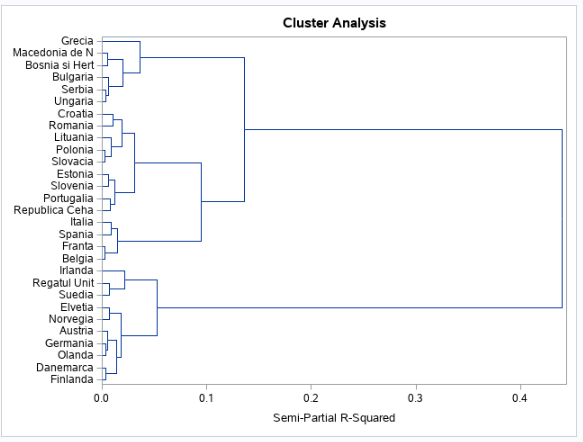 Cluster Analysis
Grecia
Macedonia de N
Bosnia si Hert
Bulgaria
Serbia
Ungaria
Croatia
Romania
Lituania
Polonia
Slovacia
Estonia
Slovenia
Portugalia
Republica Ceha
Italia
Spania
Franta
Belgia
Irlanda
Regatul Unit
Suedia
Elvetia
Norvegia
Austria
Germania
Olanda
Danemarca
Finlanda
0.0 0.1 0.2 0.3 0.4
Semi-Partial R-Squared